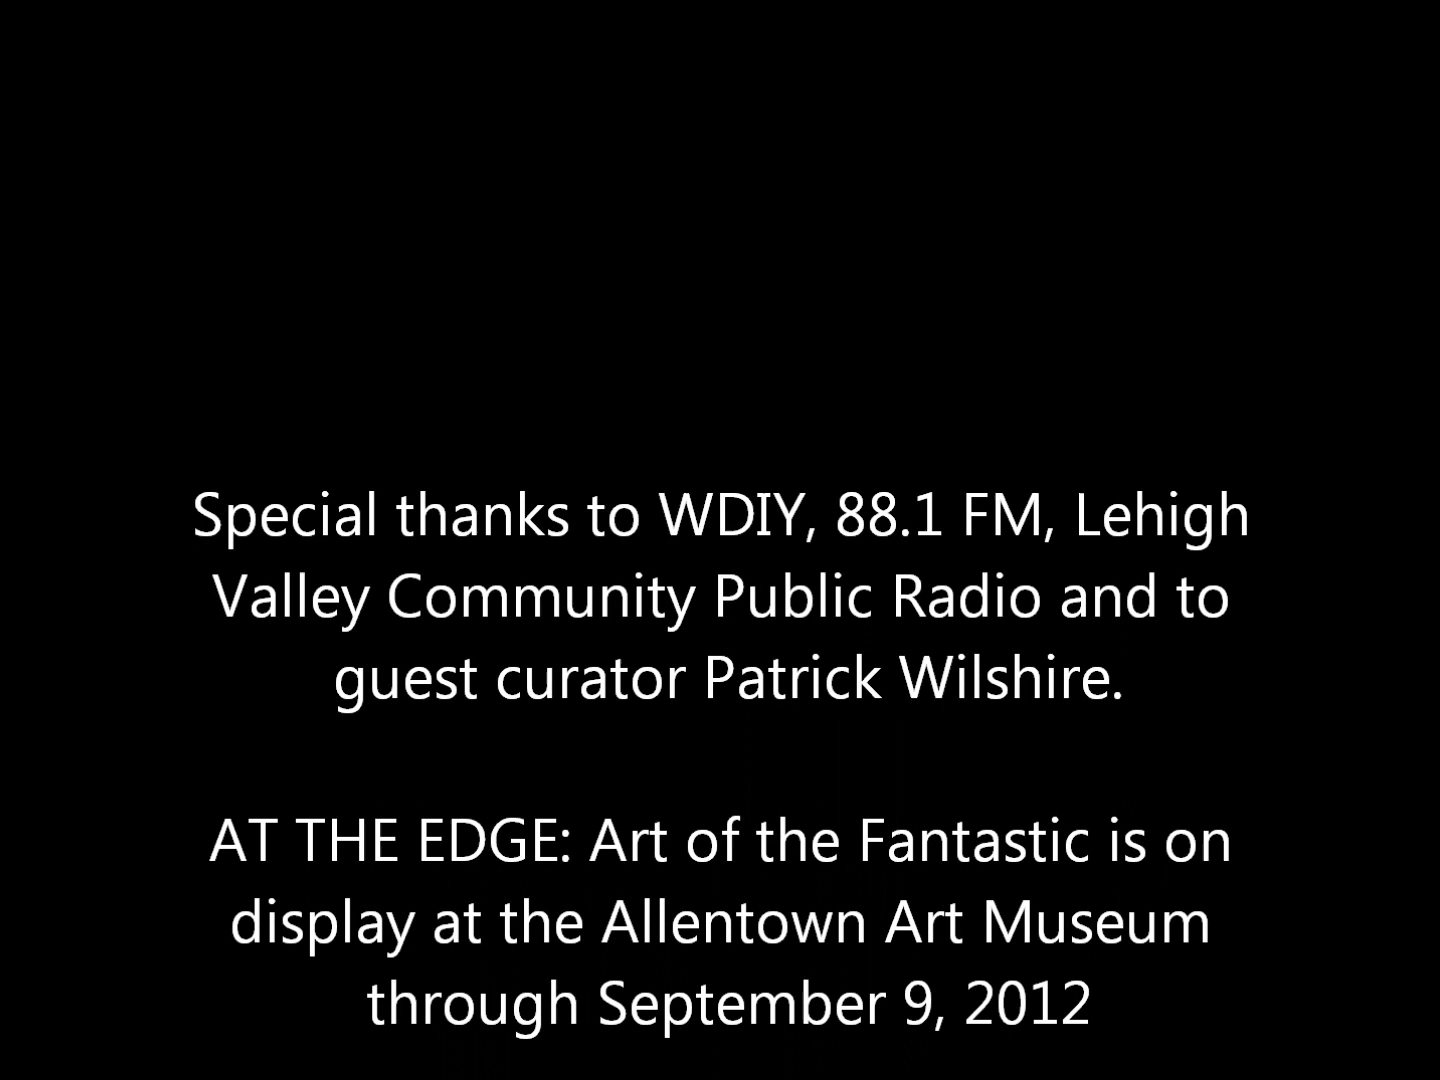 Special thanks to WDIY, 88.1 FM, Lehigh
Valley Community Public Radio and to
guest curator Patrick Wilshire.
AT THE EDGE: Art of the Fantastic is on
display at the Allentown Art Museum
through September 9, 2012